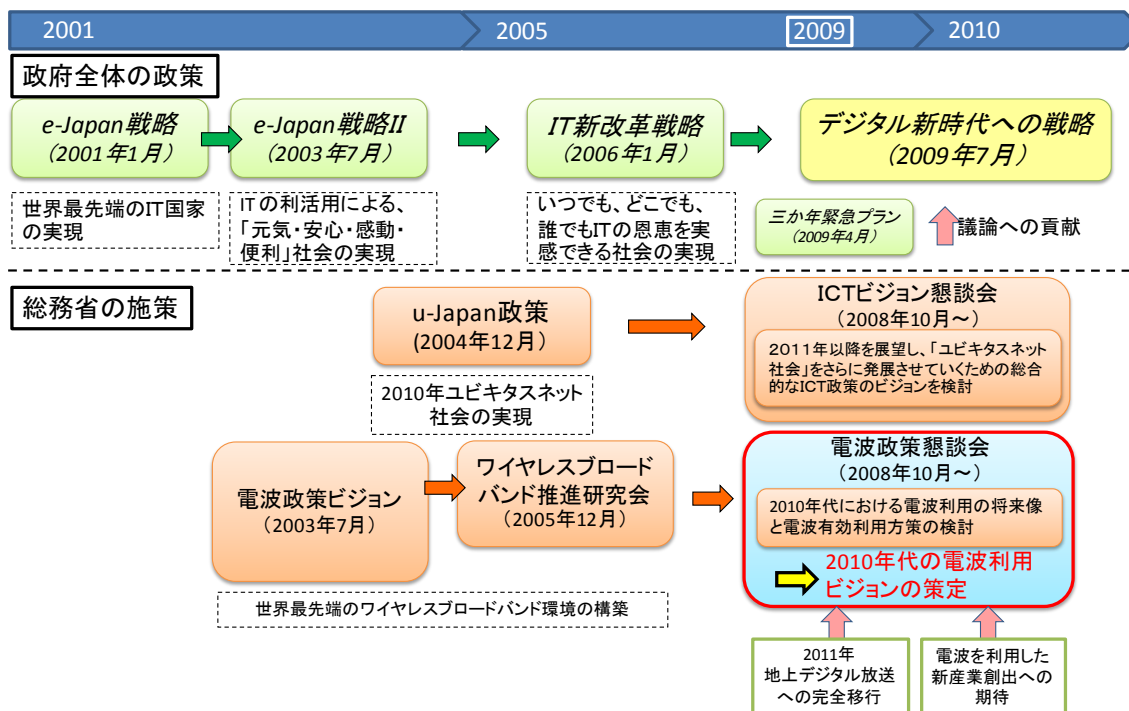 2001
2005
2009
2010
政府全体の政策
e-Japan戦略
（2001年1月）
e-Japan戦略II
（2003年7月）
IT新改革戦略
（2006年1月）
デジタル新時代への戦略
（2009年7月）
世界最先端のIT国家
の実現
ITの利活用による、
「元気・安心・感動・
便利」社会の実現
いつでも、どこでも、
誰でもITの恩恵を実
感できる社会の実現
三か年緊急プラン
（2009年4月）
議論への貢献
総務省の施策
u-Japan政策
(2004年12月）
ICTビジョン懇談会
（2008年10月～）
２０１１年以降を展望し、「ユビキタスネット
社会」をさらに発展させていくための総合
的なICT政策のビジョンを検討
2010年ユビキタスネット
社会の実現
電波政策ビジョン
（2003年7月）
ワイヤレスブロード
バンド推進研究会
（2005年12月）
電波政策懇談会
（2008年10月～）
2010年代における電波利用の将来像
と電波有効利用方策の検討
2010年代の電波利用
ビジョンの策定
世界最先端のワイヤレスブロードバンド環境の構築
2011年
地上デジタル放送
への完全移行
電波を利用した
新産業創出への
期待